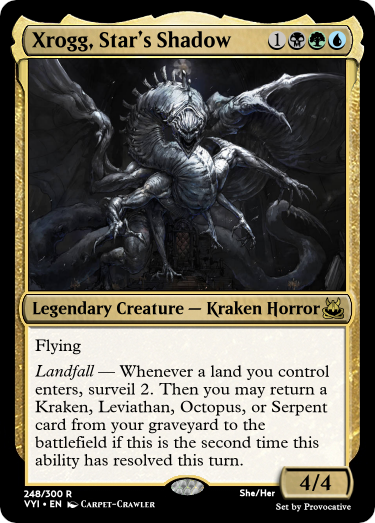 Xrogg, Star's Shadow 1
Legendary Creature — Kraken Horror
Flying
Landfall — Whenever a land you control
enters, surveil 2. Then you may return a
Kraken, Leviathan, Octopus, or Serpent
card from your graveyard to the
battlefield if this is the second time this
ability has resolved this turn.
4/4
248/300 R She/Her
VYI • EN Carpet-Crawler Set by Provocative